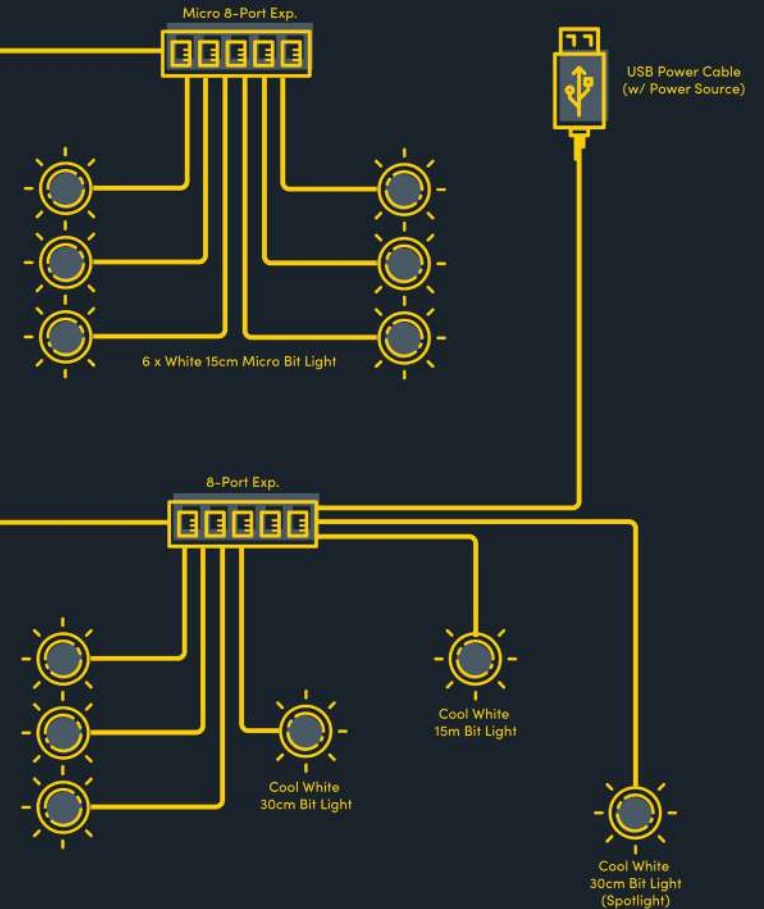 Micro 8-Port Exp.
USB Power Cable
(w/ Power Source)
6 x White 15cm Micro Bit Light
8-Port Exp.
Cool White
15m Bit Light
Cool White
30cm Bit Light
Cool White
30cm Bit Light
(Spotlight)